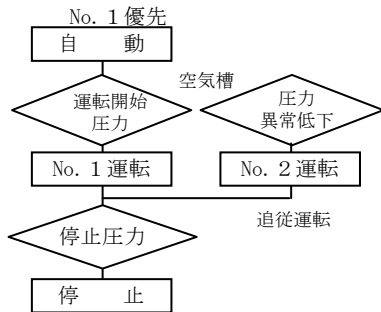 No. 1 優先
自　　動
空気槽
運転開始
圧力
圧力
異常低下
No. 1 運転
No. 2 運転
追従運転
停止圧力
停　　止